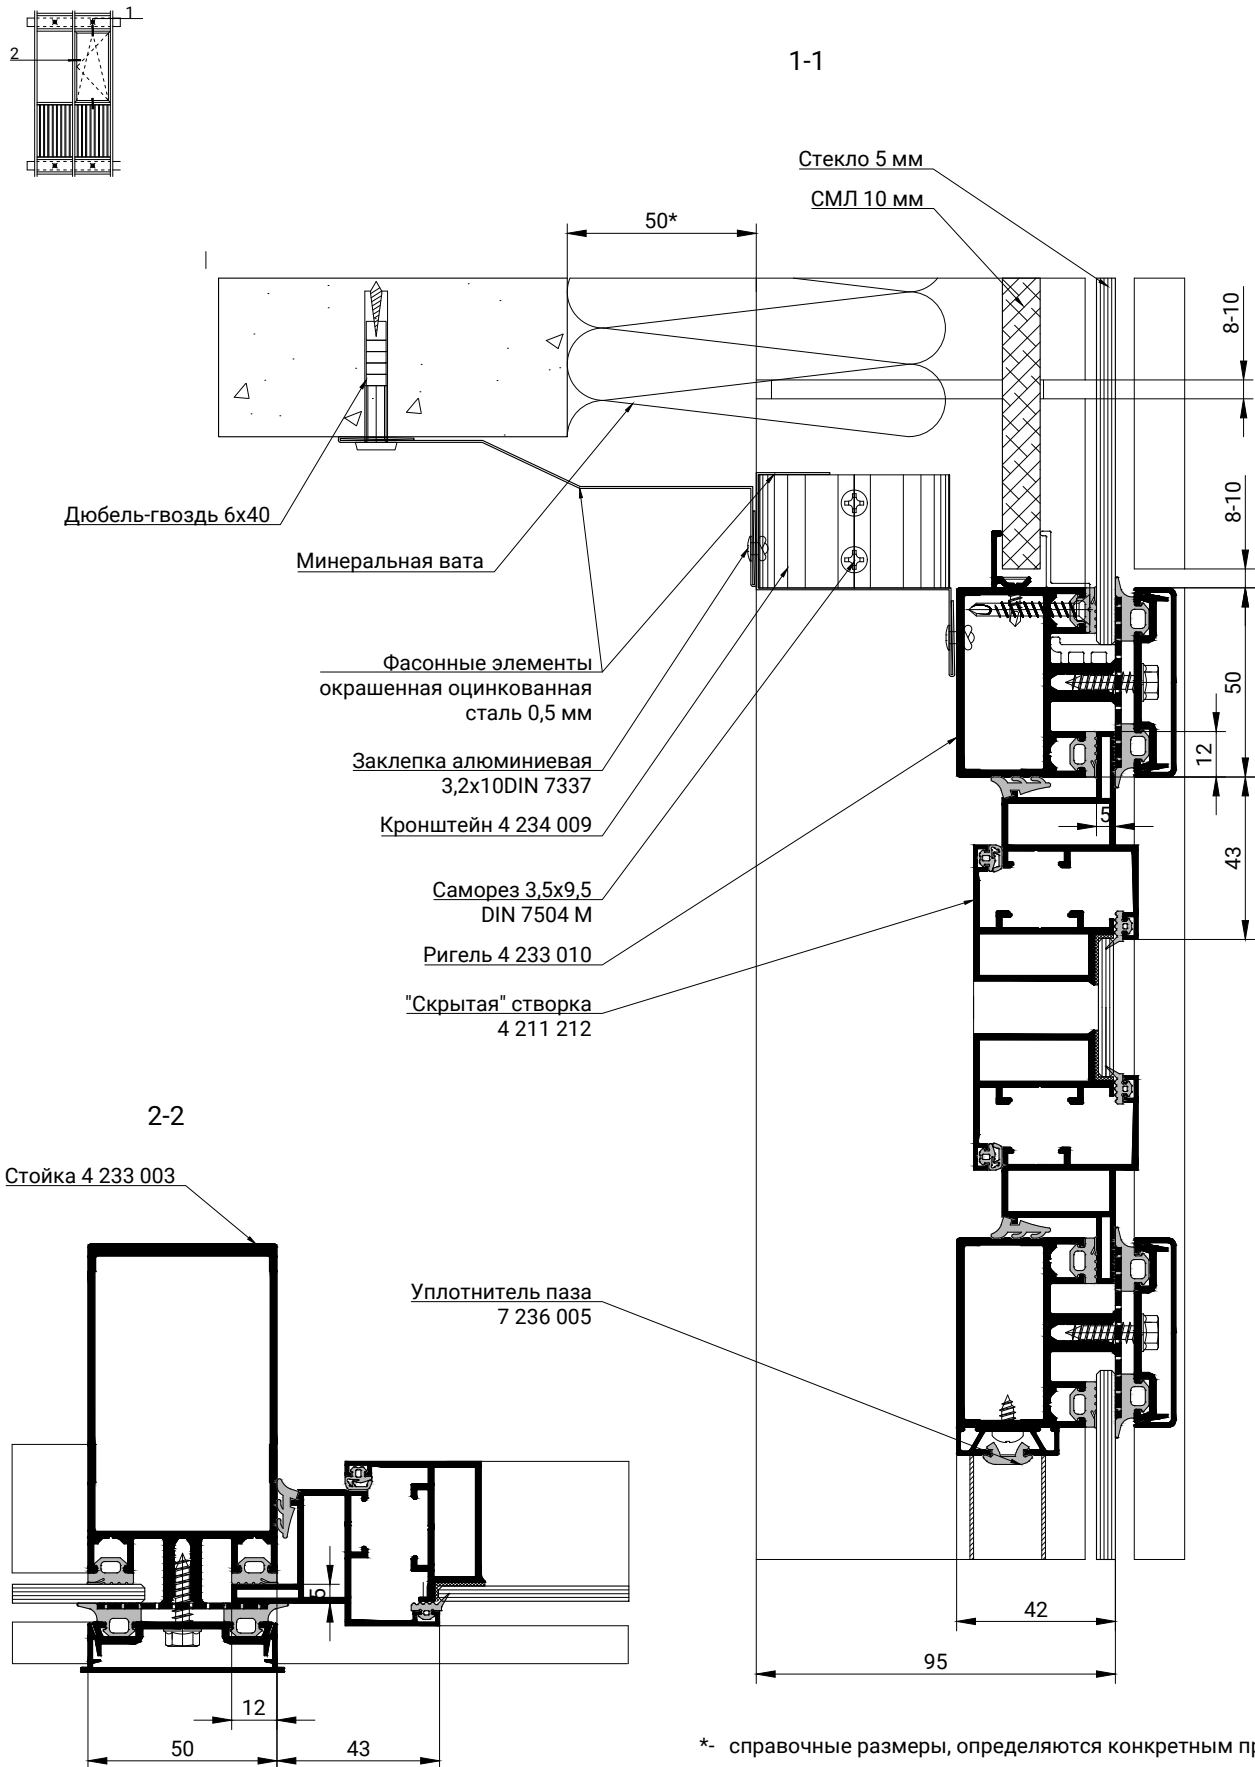 1
2
1-1
Стекло 5 мм
СМЛ 10 мм
50*
8-10
8-10
Дюбель-гвоздь 6х40
Минеральная вата
Фасонные элементы
окрашенная оцинкованная
сталь 0,5 мм
50
12
Заклепка алюминиевая
3,2х10DIN 7337
Кронштейн 4 234 009
5
43
Саморез 3,5х9,5
DIN 7504 M
Ригель 4 233 010
"Скрытая" створка
4 211 212
2-2
Стойка 4 233 003
Уплотнитель паза
7 236 005
5
42
95
12
50
43
*- справочные размеры, определяются конкретным